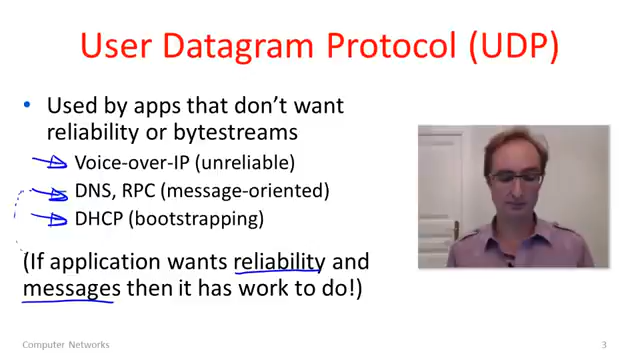 User Datagram Protocol (UDP)
• Used by apps that don't want
reliability or bytestreams
Voice-over-IP (unreliable)
DNS, RPC (message-oriented)
DHCP (bootstrapping)
(If application wants reliability and
messages then it has work to do!)
Computer Networks
3